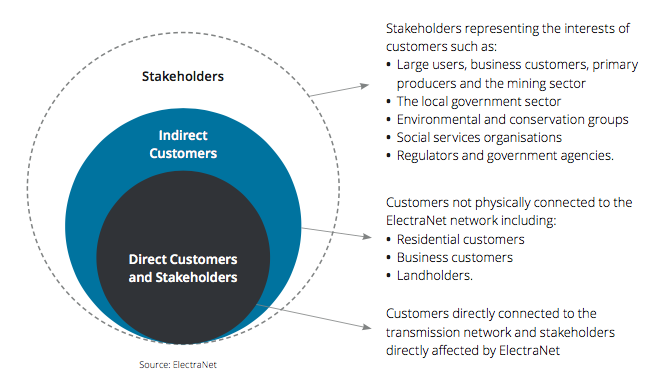 Stakeholders
Indirect
Customers
Direct Customers
and Stakeholders
Stakeholders representing the interests of
customers such as:
• Large users, business customers, primary
producers and the mining sector
• The local government sector
• Environmental and conservation groups
• Social services organisations
• Regulators and government agencies.
Customers not physically connected to the
ElectraNet network including:
• Residential customers
• Business customers
• Landholders.
Customers directly connected to the
transmission network and stakeholders
directly affected by ElectraNet
Source: ElectraNet